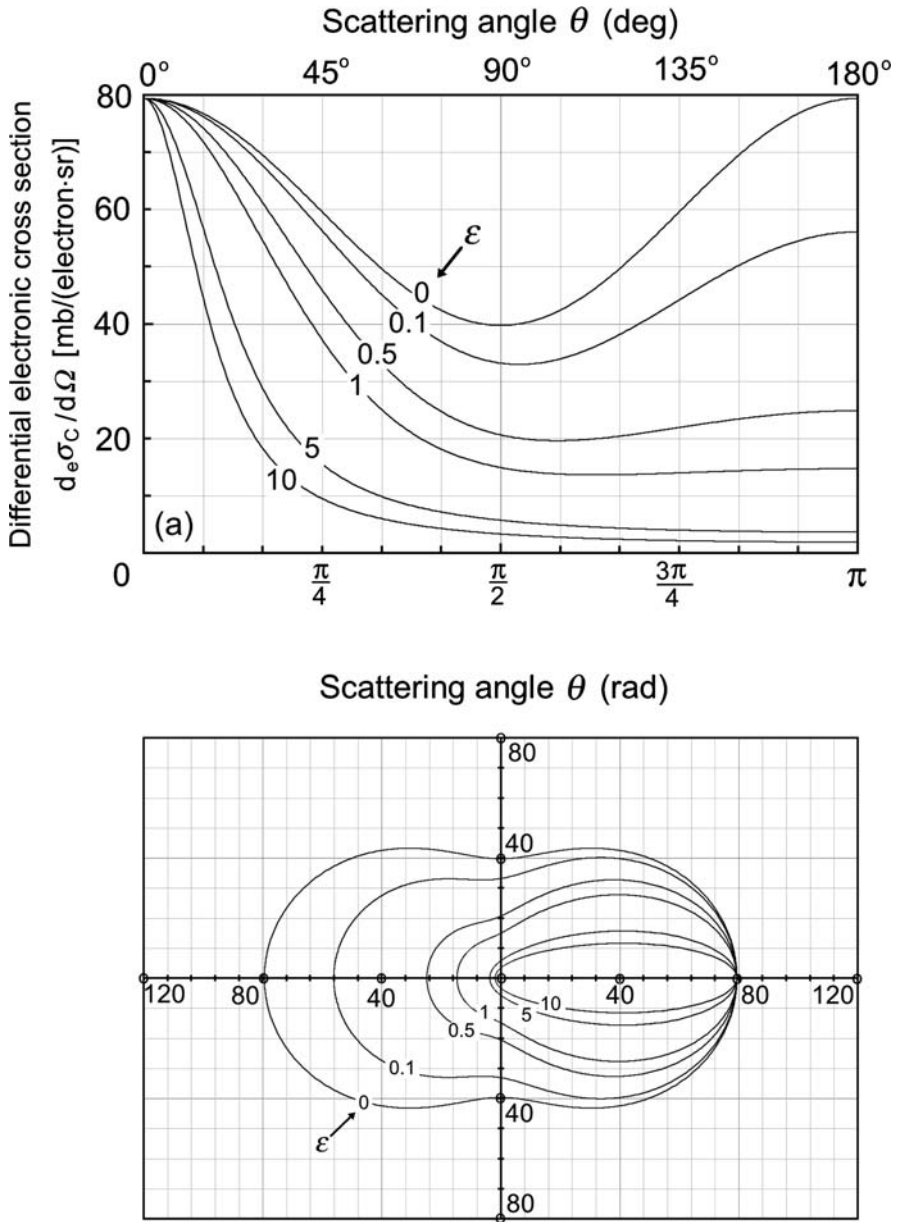 Scattering angle θ (deg)
0° 45° 90° 135° 180°
Differential electronic cross section
dₑσ_C/dΩ [mb/(electron·sr)]
80
60
40
20
0
ε
0
0.1
0.5
1
5
10
(a)
π/4 π/2 3π/4 π
Scattering angle θ (rad)
80
40
120 80 40 40 80 120
10
5
1
0.5
0.1
0
ε
40
80